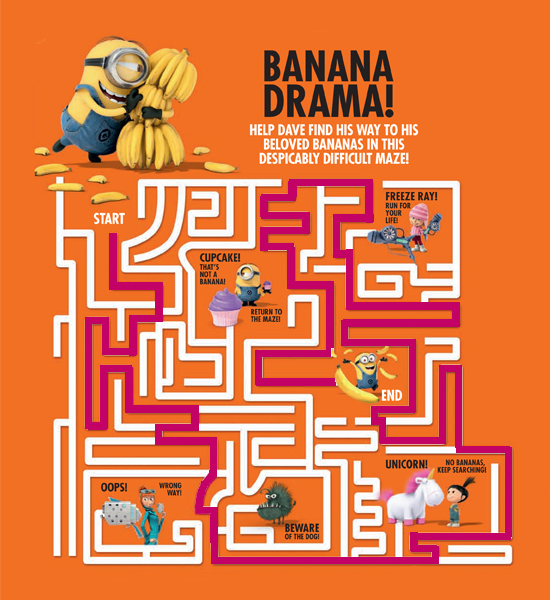 BANANA
DRAMA!
HELP DAVE FIND HIS WAY TO HIS
BELOVED BANANAS IN THIS
DESPICABLY DIFFICULT MAZE!
START
FREEZE RAY!
RUN FOR
YOUR
LIFE!
CUPCAKE!
THAT'S
NOT A
BANANA!
RETURN TO
THE MAZE!
END
OOPS!
WRONG
WAY!
BEWARE
OF THE DOG!
UNICORN!
NO BANANAS,
KEEP SEARCHING!